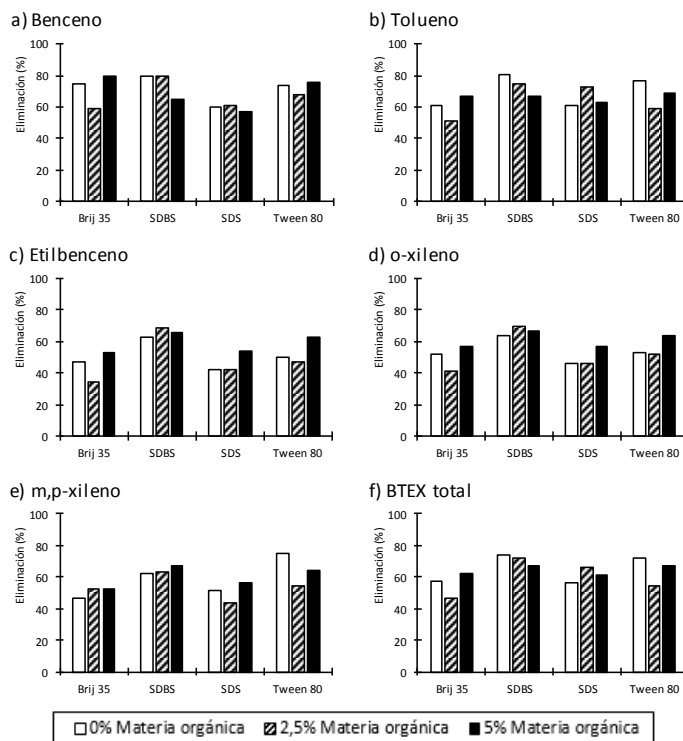 a) Benceno
b) Tolueno
Eliminación (%)
100
80
60
40
20
0
Brij 35 SDBS SDS Tween 80
Eliminación (%)
100
80
60
40
20
0
Brij 35 SDBS SDS Tween 80
c) Etilbenceno
d) o-xileno
Eliminación (%)
100
80
60
40
20
0
Brij 35 SDBS SDS Tween 80
Eliminación (%)
100
80
60
40
20
0
Brij 35 SDBS SDS Tween 80
e) m,p-xileno
f) BTEX total
Eliminación (%)
100
80
60
40
20
0
Brij 35 SDBS SDS Tween 80
Eliminación (%)
100
80
60
40
20
0
Brij 35 SDBS SDS Tween 80
0% Materia orgánica 2,5% Materia orgánica 5% Materia orgánica